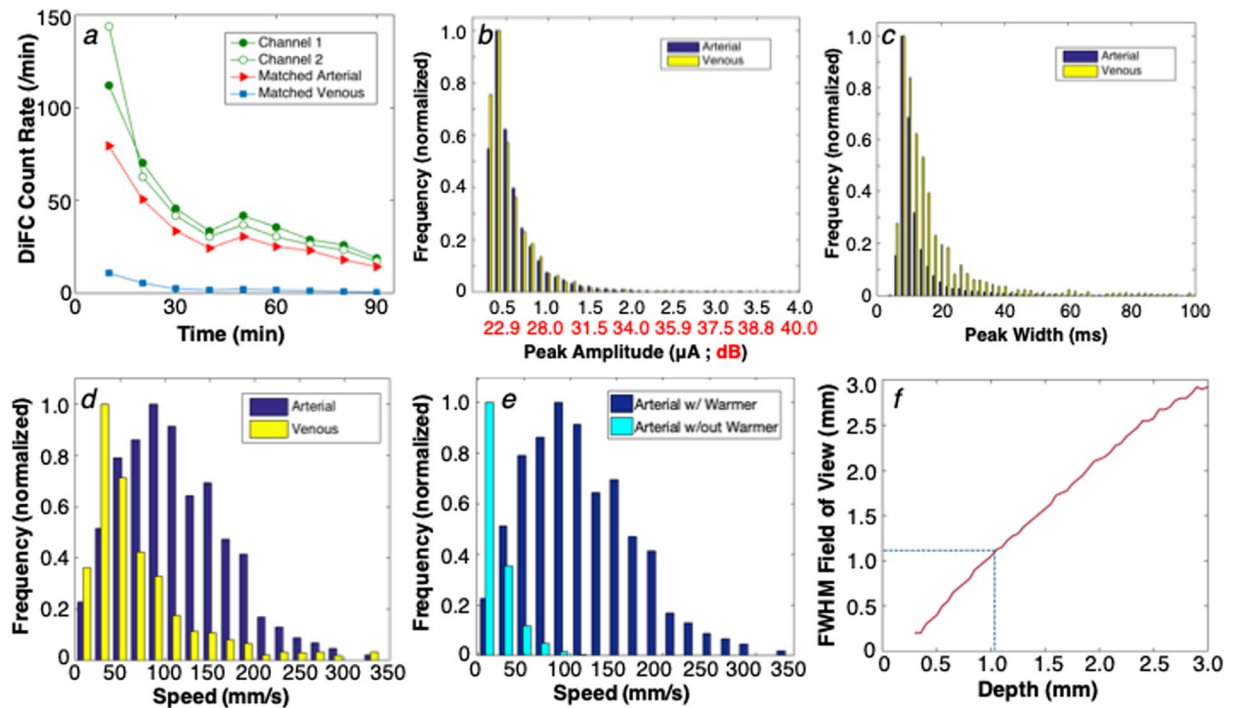 a
150
100
50
0
0
30
60
90
DiFC Count Rate (/min)
Time (min)
Channel 1
Channel 2
Matched Arterial
Matched Venous
b
1.0
0.8
0.6
0.4
0.2
0
0.5 1.0 1.5 2.0 2.5 3.0 3.5 4.0
22.9 28.0 31.5 34.0 35.9 37.5 38.8 40.0
Frequency (normalized)
Peak Amplitude (µA ; dB)
Arterial
Venous
c
1.0
0.8
0.6
0.4
0.2
0
0 20 40 60 80 100
Frequency (normalized)
Peak Width (ms)
Arterial
Venous
d
1.0
0.8
0.6
0.4
0.2
0
0 50 100 150 200 250 300 350
Frequency (normalized)
Speed (mm/s)
Arterial
Venous
e
1.0
0.8
0.6
0.4
0.2
0
0 50 100 150 200 250 300 350
Frequency (normalized)
Speed (mm/s)
Arterial w/ Warmer
Arterial w/out Warmer
f
3.0
2.5
2.0
1.5
1.0
0.5
0
0 0.5 1.0 1.5 2.0 2.5 3.0
FWHM Field of View (mm)
Depth (mm)